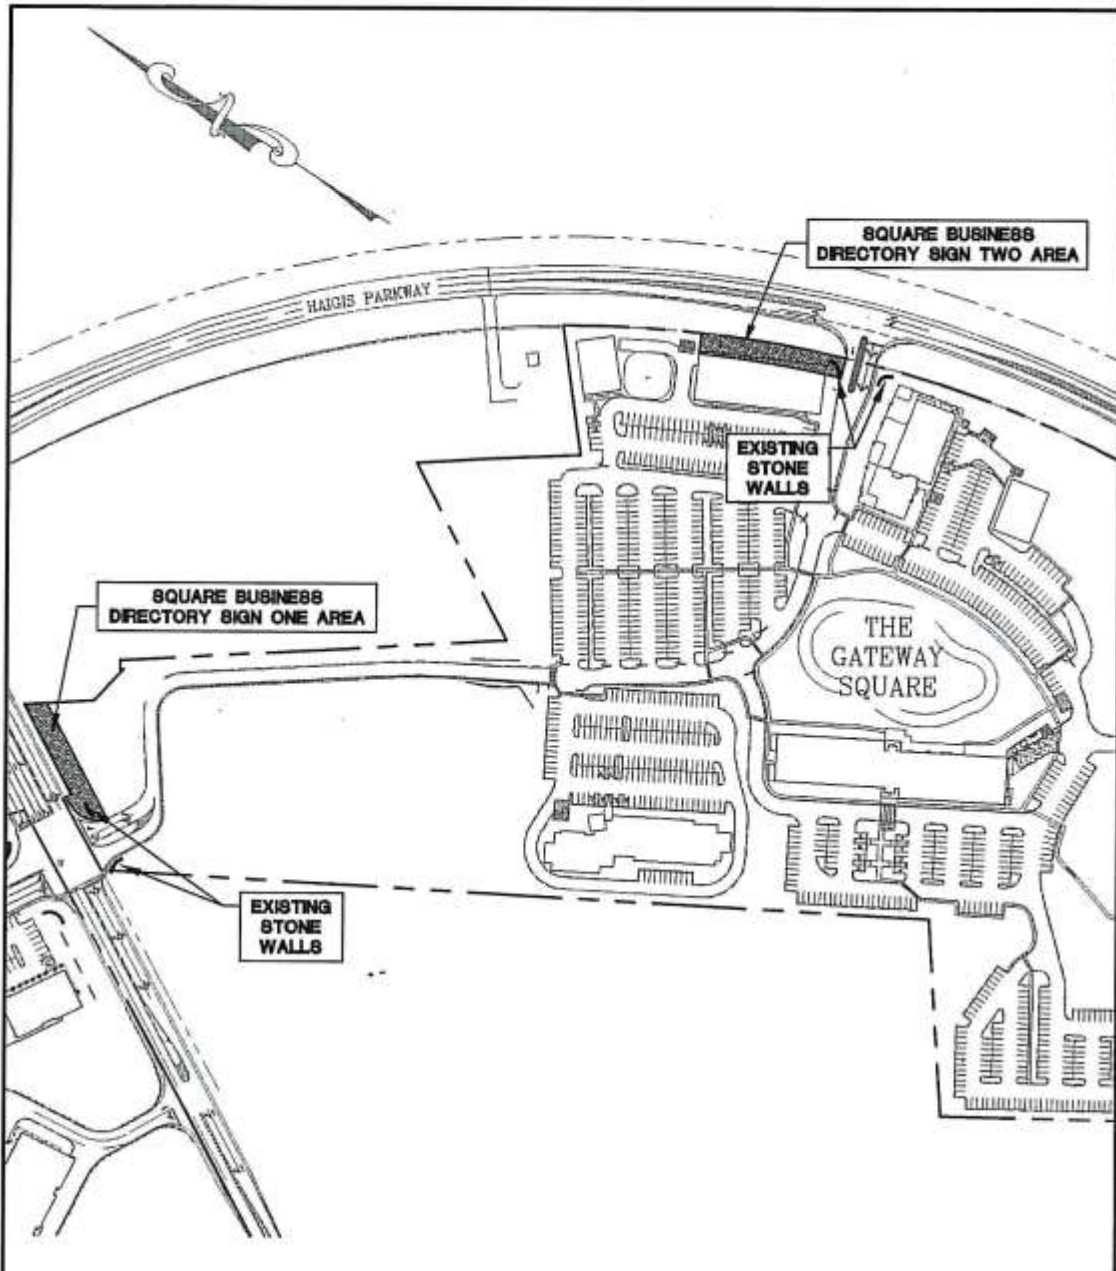 SQUARE BUSINESS
DIRECTORY SIGN TWO AREA
HAIGIS PARKWAY
EXISTING
STONE
WALLS
SQUARE BUSINESS
DIRECTORY SIGN ONE AREA
THE
GATEWAY
SQUARE
EXISTING
STONE
WALLS